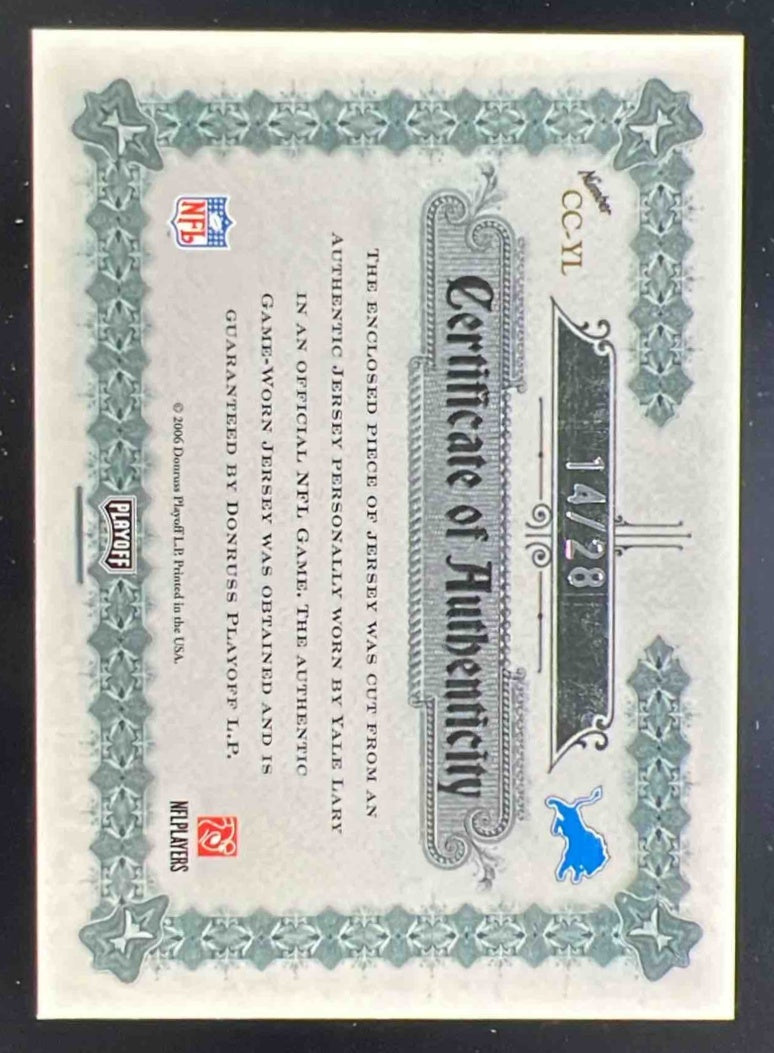 Number
CC-YL
14/28
Certificate of Authenticity
THE ENCLOSED PIECE OF JERSEY WAS CUT FROM AN
AUTHENTIC JERSEY PERSONALLY WORN BY YALE LARY
IN AN OFFICIAL NFL GAME. THE AUTHENTIC
GAME-WORN JERSEY WAS OBTAINED AND IS
GUARANTEED BY DONRUSS PLAYOFF L.P.
NFL
NFLPLAYERS
© 2006 Donruss Playoff L.P. Printed in the USA.
PLAYOFF